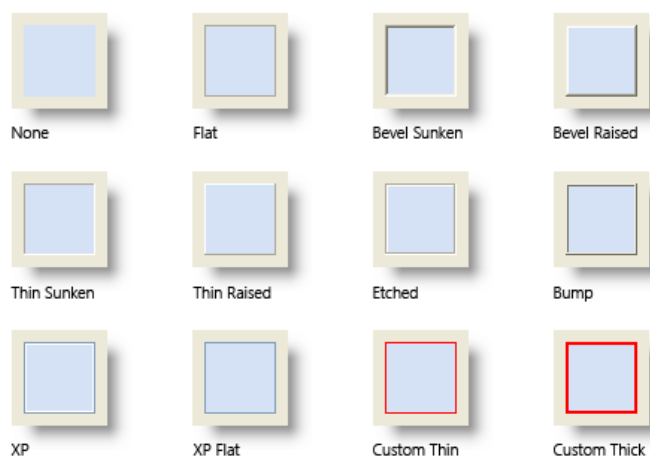 None
Flat
Bevel Sunken
Bevel Raised
Thin Sunken
Thin Raised
Etched
Bump
XP
XP Flat
Custom Thin
Custom Thick